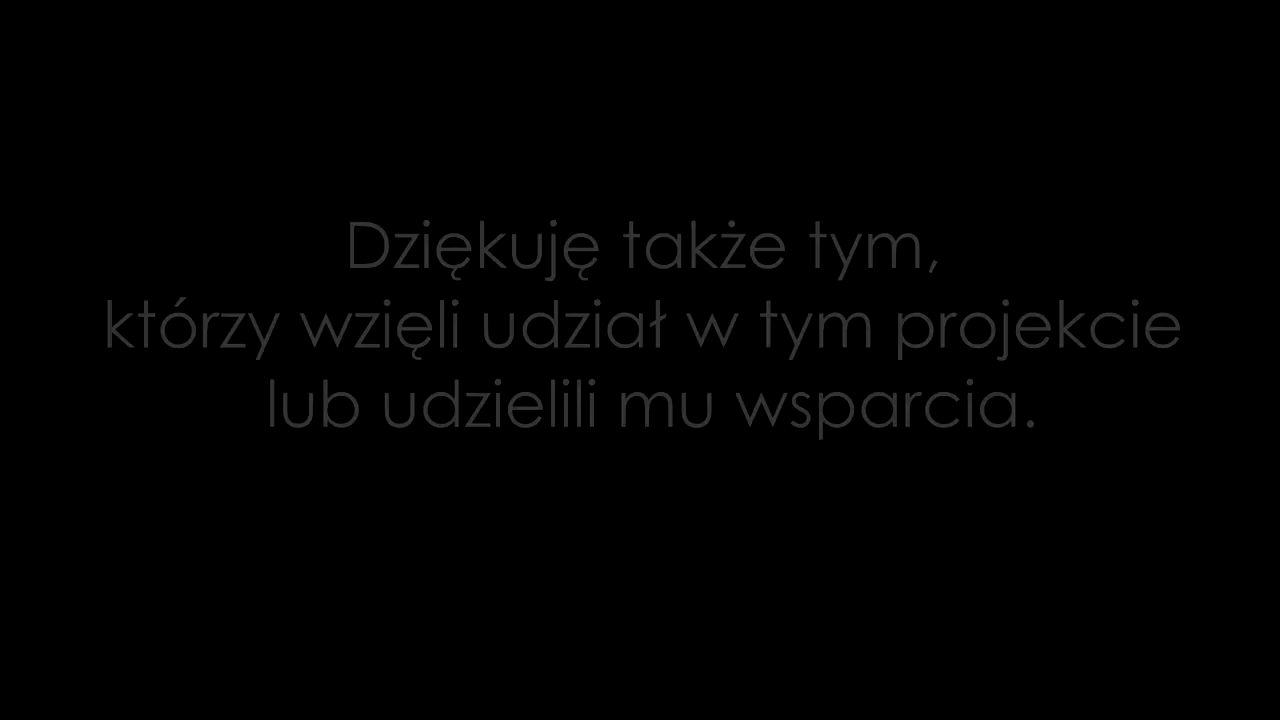 Dziękuję także tym,
którzy wzięli udział w tym projekcie
lub udzielili mu wsparcia.